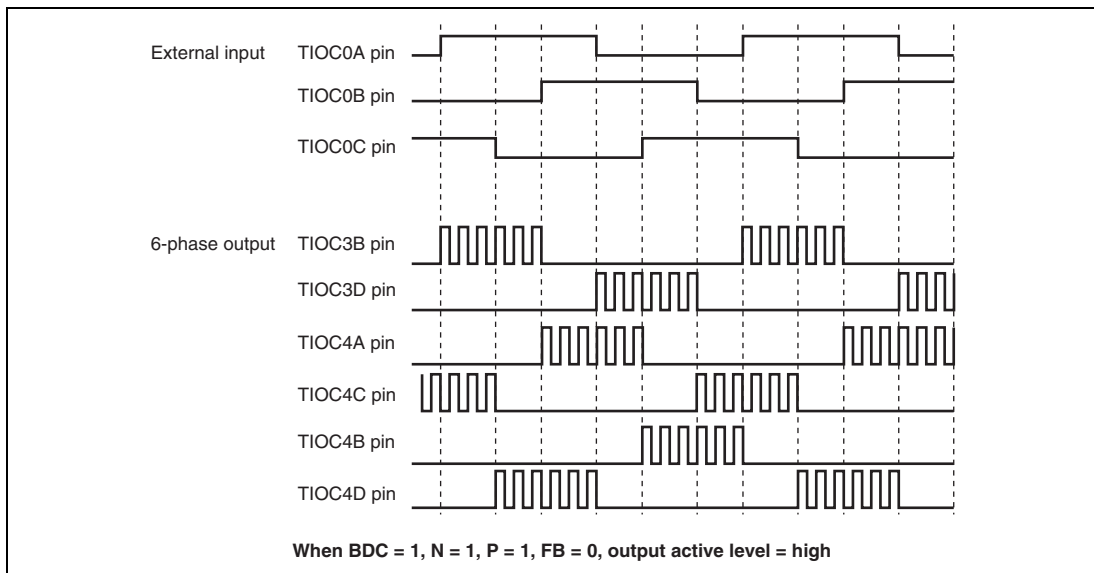 External input TIOC0A pin
TIOC0B pin
TIOC0C pin
6-phase output TIOC3B pin
TIOC3D pin
TIOC4A pin
TIOC4C pin
TIOC4B pin
TIOC4D pin
When BDC = 1, N = 1, P = 1, FB = 0, output active level = high